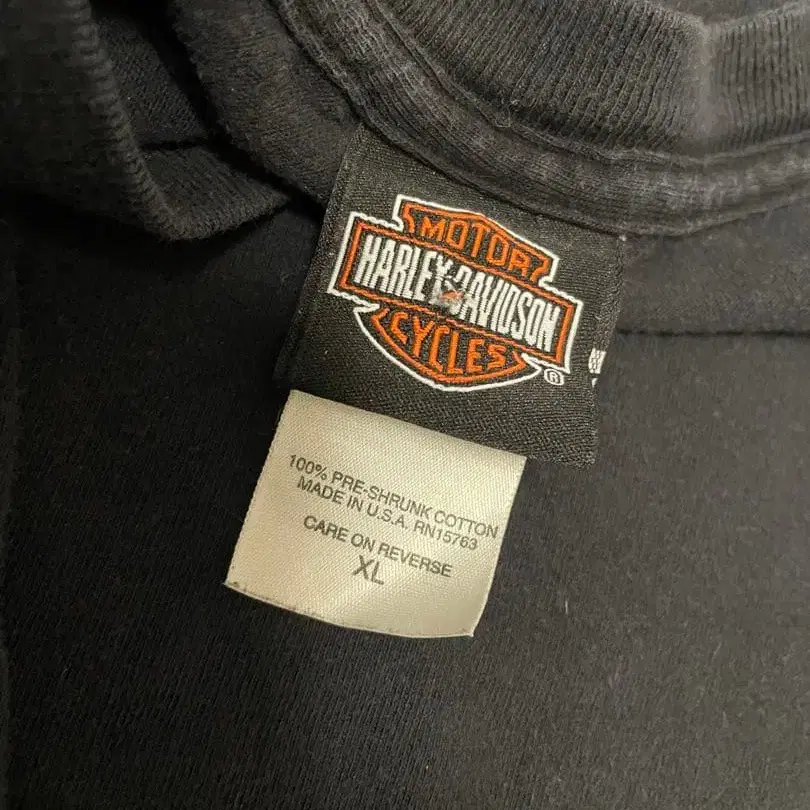 MOTOR
HARLEY-DAVIDSON
CYCLES
®
100% PRE-SHRUNK COTTON
MADE IN U.S.A. RN15763
CARE ON REVERSE
XL